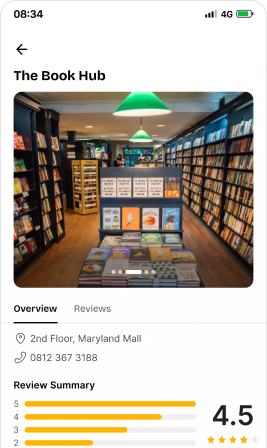 08:34
4G
The Book Hub
Overview
Reviews
2nd Floor, Maryland Mall
0812 367 3188
Review Summary
5
4
3
2
4.5